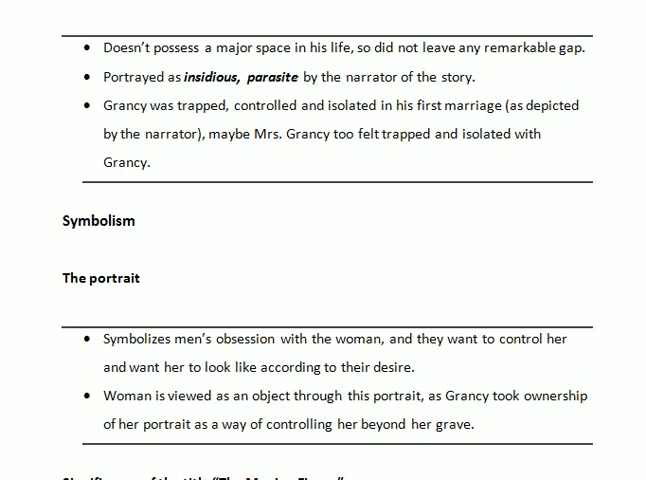 • Doesn't possess a major space in his life, so did not leave any remarkable gap.
• Portrayed as insidious, parasite by the narrator of the story.
• Grancy was trapped, controlled and isolated in his first marriage (as depicted
by the narrator), maybe Mrs. Grancy too felt trapped and isolated with
Grancy.
Symbolism
The portrait
• Symbolizes men's obsession with the woman, and they want to control her
and want her to look like according to their desire.
• Woman is viewed as an object through this portrait, as Grancy took ownership
of her portrait as a way of controlling her beyond her grave.